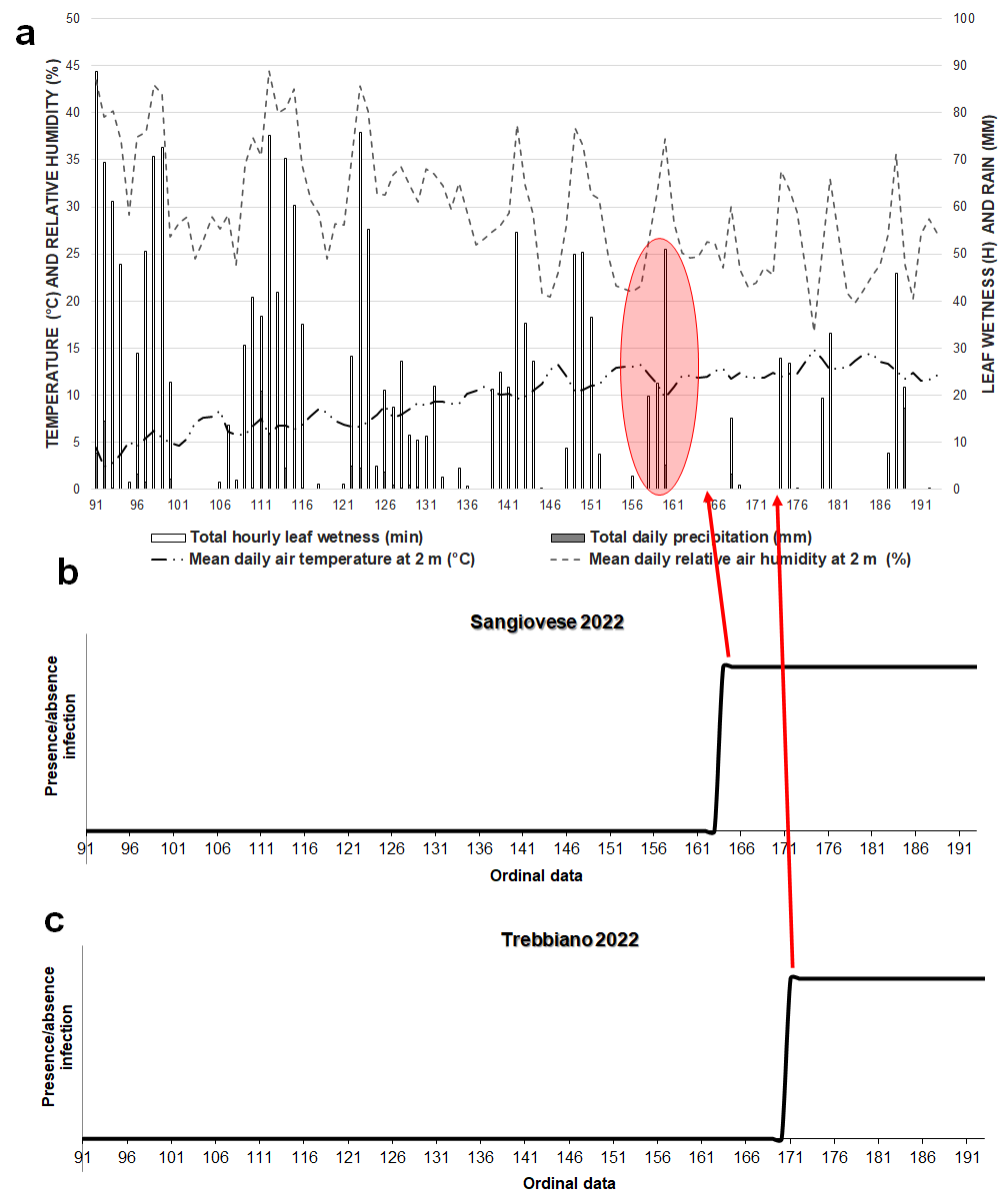 a
TEMPERATURE (°C) AND RELATIVE HUMIDITY (%)
50
45
40
35
30
25
20
15
10
5
0
100
90
80
70
60
50
40
30
20
10
0
LEAF WETNESS (H) AND RAIN (MM)
91 96 101 106 111 116 121 126 131 136 141 146 151 156 161 166 171 176 181 186 191
Total hourly leaf wetness (min) Total daily precipitation (mm)
Mean daily air temperature at 2 m (°C) Mean daily relative air humidity at 2 m (%)
b
Sangiovese 2022
Presence/absence
infection
91 96 101 106 111 116 121 126 131 136 141 146 151 156 161 166 171 176 181 186 191
Ordinal data
c
Trebbiano 2022
Presence/absence
infection
91 96 101 106 111 116 121 126 131 136 141 146 151 156 161 166 171 176 181 186 191
Ordinal data